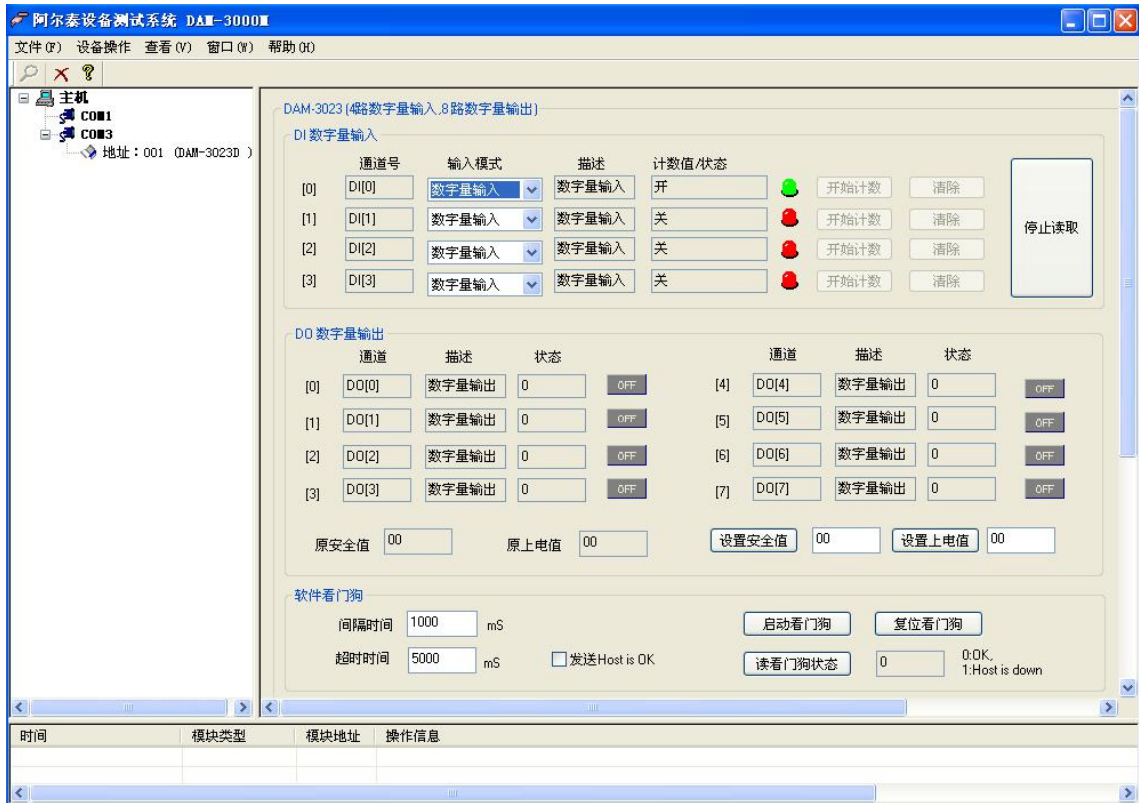 阿尔泰设备测试系统 DAM-3000M
文件(F) 设备操作 查看(V) 窗口(W) 帮助(H)
主机
COM1
COM3
地址：001 (DAM-3023D )
DAM-3023 (4路数字量输入,8路数字量输出)
DI 数字量输入
通道号 输入模式 描述 计数值/状态
[0] DI[0] 数字量输入 数字量输入 开 开始计数 清除
[1] DI[1] 数字量输入 数字量输入 关 开始计数 清除
[2] DI[2] 数字量输入 数字量输入 关 开始计数 清除
[3] DI[3] 数字量输入 数字量输入 关 开始计数 清除
停止读取
DO 数字量输出
通道 描述 状态 通道 描述 状态
[0] DO[0] 数字量输出 0 OFF [4] DO[4] 数字量输出 0 OFF
[1] DO[1] 数字量输出 0 OFF [5] DO[5] 数字量输出 0 OFF
[2] DO[2] 数字量输出 0 OFF [6] DO[6] 数字量输出 0 OFF
[3] DO[3] 数字量输出 0 OFF [7] DO[7] 数字量输出 0 OFF
原安全值 00 原上电值 00 设置安全值 00 设置上电值 00
软件看门狗
间隔时间 1000 mS 启动看门狗 复位看门狗
超时时间 5000 mS 发送Host is OK 读看门狗状态 0 0:OK,
1:Host is down
时间 模块类型 模块地址 操作信息